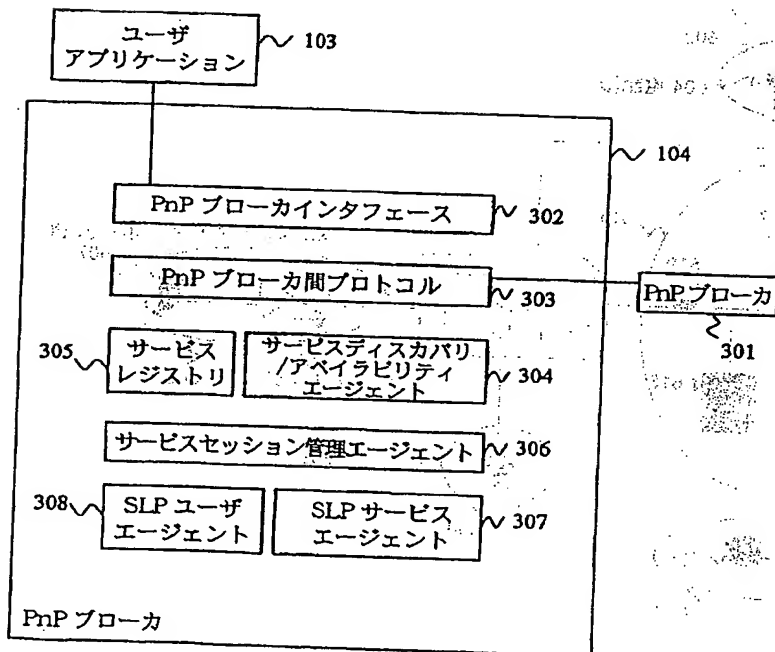 ユーザ
アプリケーション
103
104
PnP ブローカインタフェース
302
PnP ブローカ間プロトコル
303
PnP ブローカ
301
305
サービス
レジストリ
サービスディスカバリ
/アベイラビリティ
エージェント
304
サービスセッション管理エージェント
306
308
SLP ユーザ
エージェント
SLP サービス
エージェント
307
PnP ブローカ